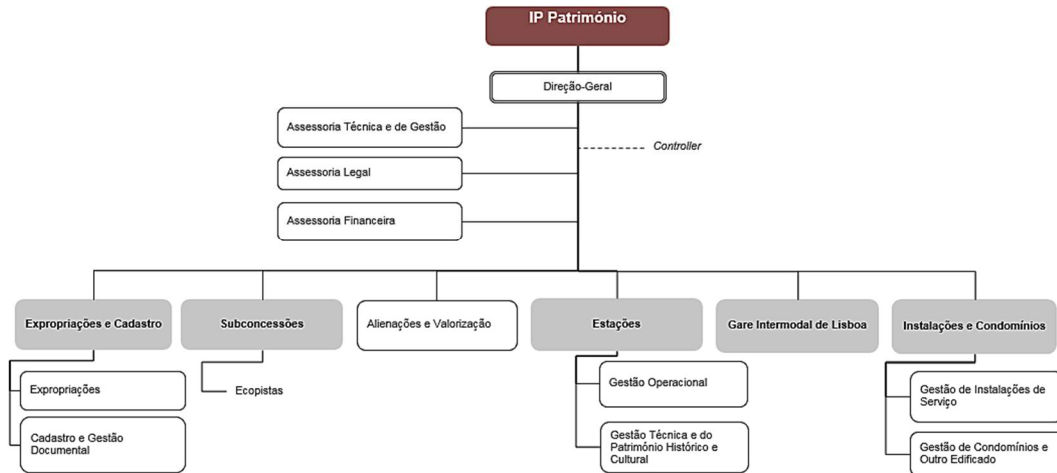 IP Património
Direção-Geral
Assessoria Técnica e de Gestão
Controller
Assessoria Legal
Assessoria Financeira
Expropriações e Cadastro
Subconcessões
Alienações e Valorização
Estações
Gare Intermodal de Lisboa
Instalações e Condomínios
Expropriações
Ecopistas
Gestão Operacional
Gestão de Instalações de
Serviço
Cadastro e Gestão
Documental
Gestão Técnica e do
Património Histórico e
Cultural
Gestão de Condomínios e
Outro Edificado